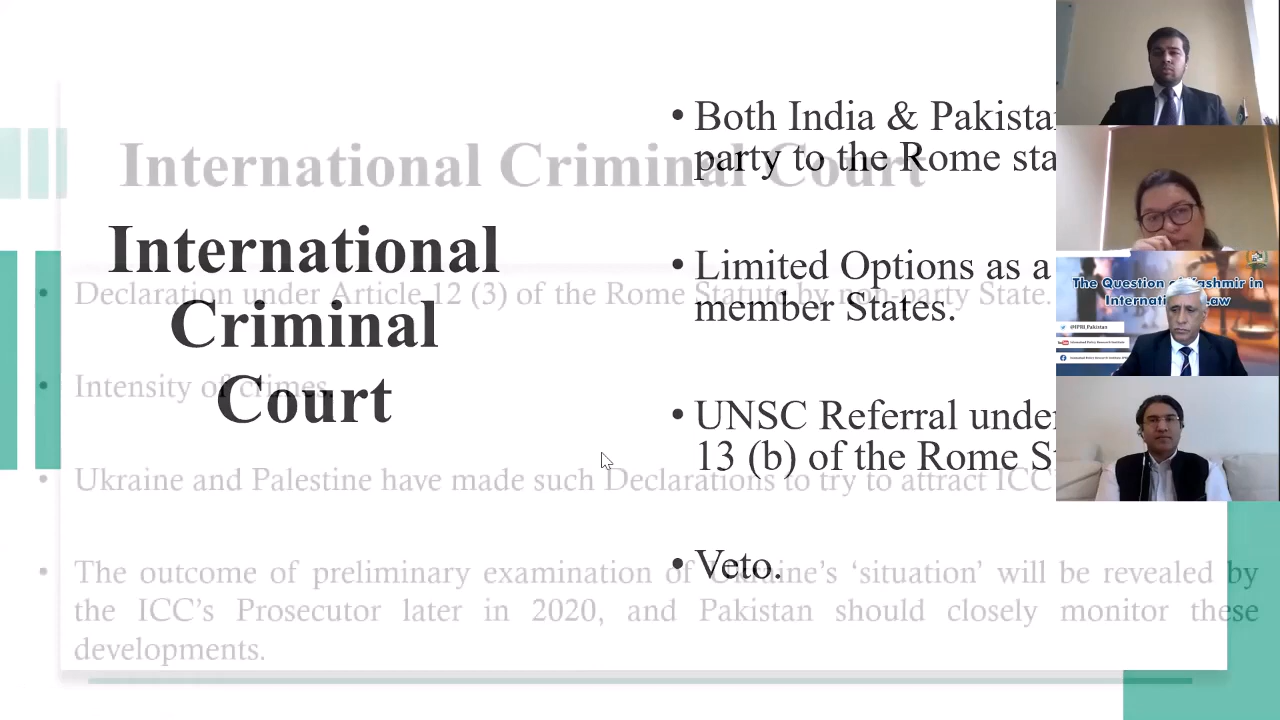 International
Criminal
Court
• Both India & Pakistan
party to the Rome sta
• Limited Options as a
member States.
• UNSC Referral under
13 (b) of the Rome St
• Veto.
International Criminal Court
• Declaration under Article 12 (3) of the Rome Statute by non-party State.
• Intensity of crimes.
• Ukraine and Palestine have made such Declarations to try to attract ICC
• The outcome of preliminary examination of Ukraine’s ‘situation’ will be revealed by
the ICC’s Prosecutor later in 2020, and Pakistan should closely monitor these
developments.
The Question of Kashmir in
International Law
@IPRI_Pakistan